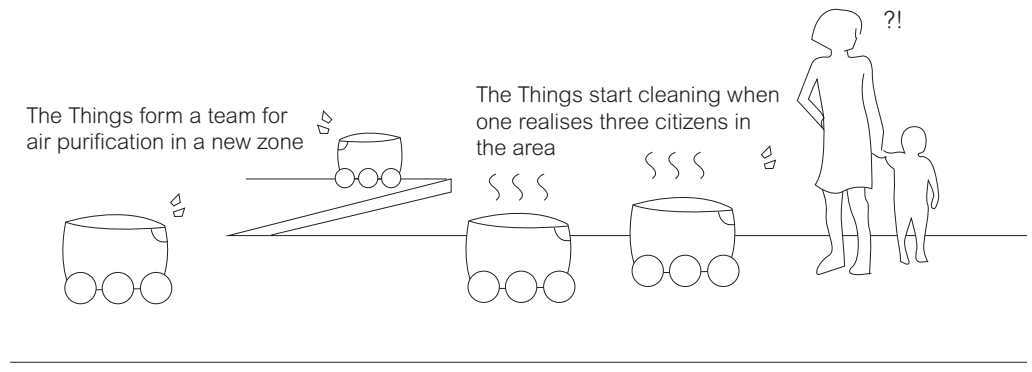 The Things form a team for
air purification in a new zone
The Things start cleaning when
one realises three citizens in
the area
?!